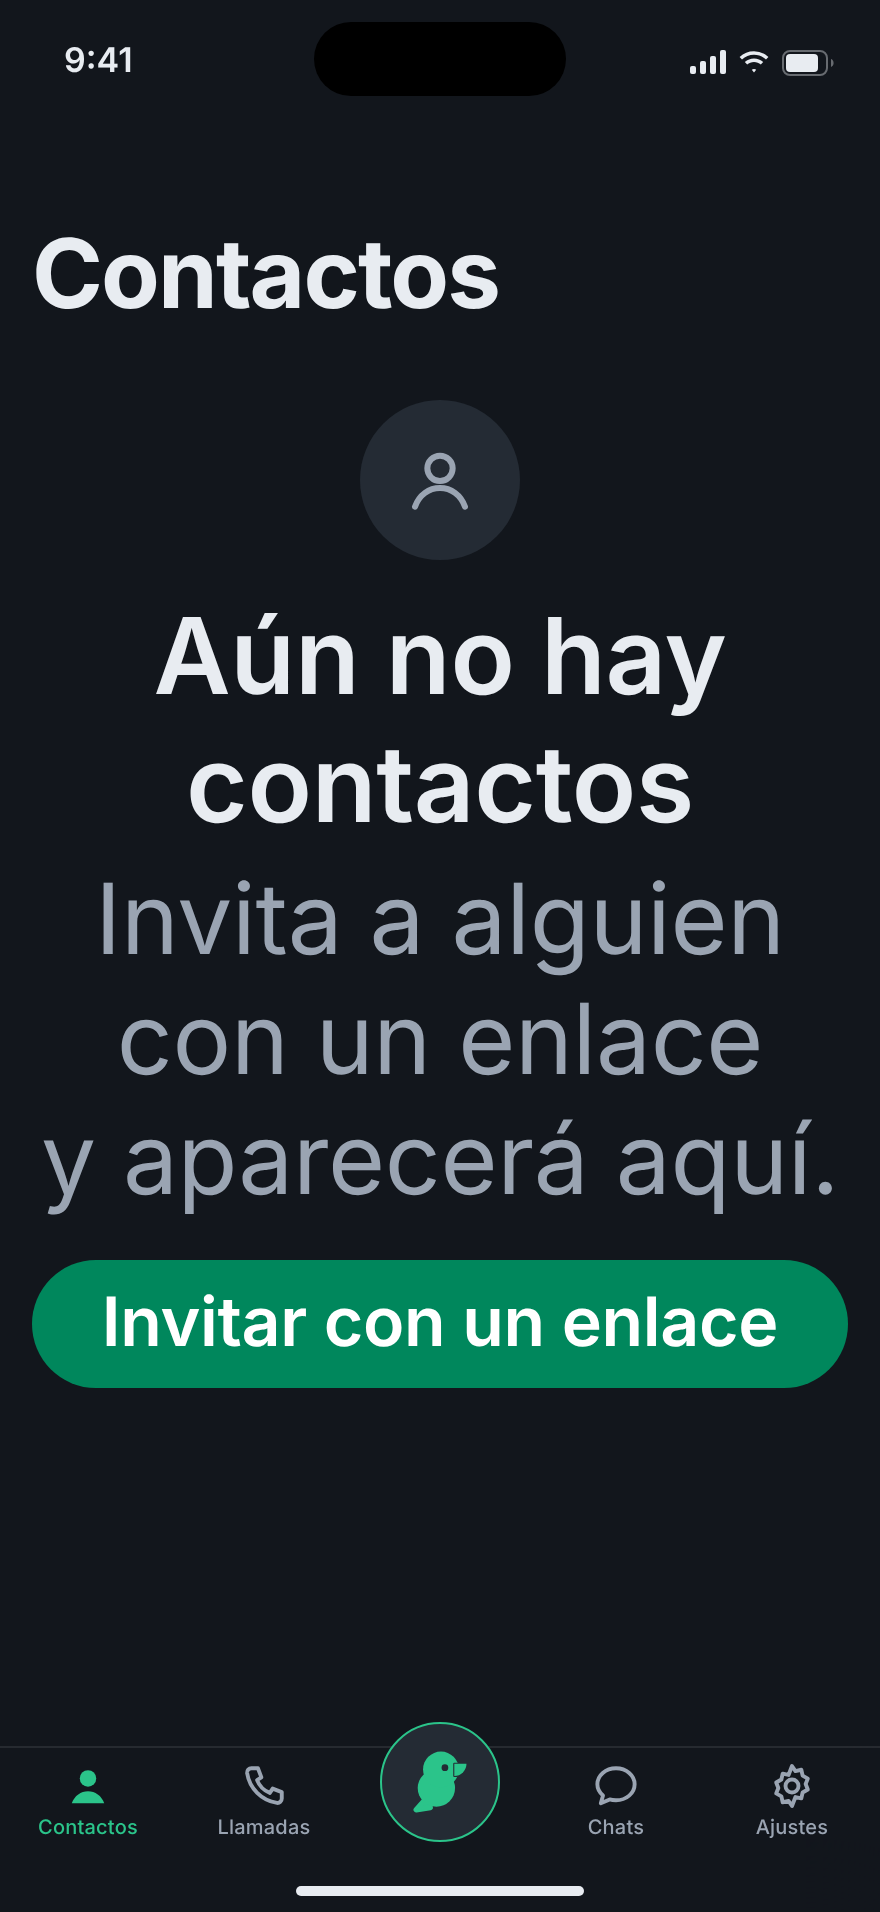 9:41
Contactos
Aún no hay
contactos
Invita a alguien
con un enlace
y aparecerá aquí.
Invitar con un enlace
Contactos
Llamadas
Chats
Ajustes